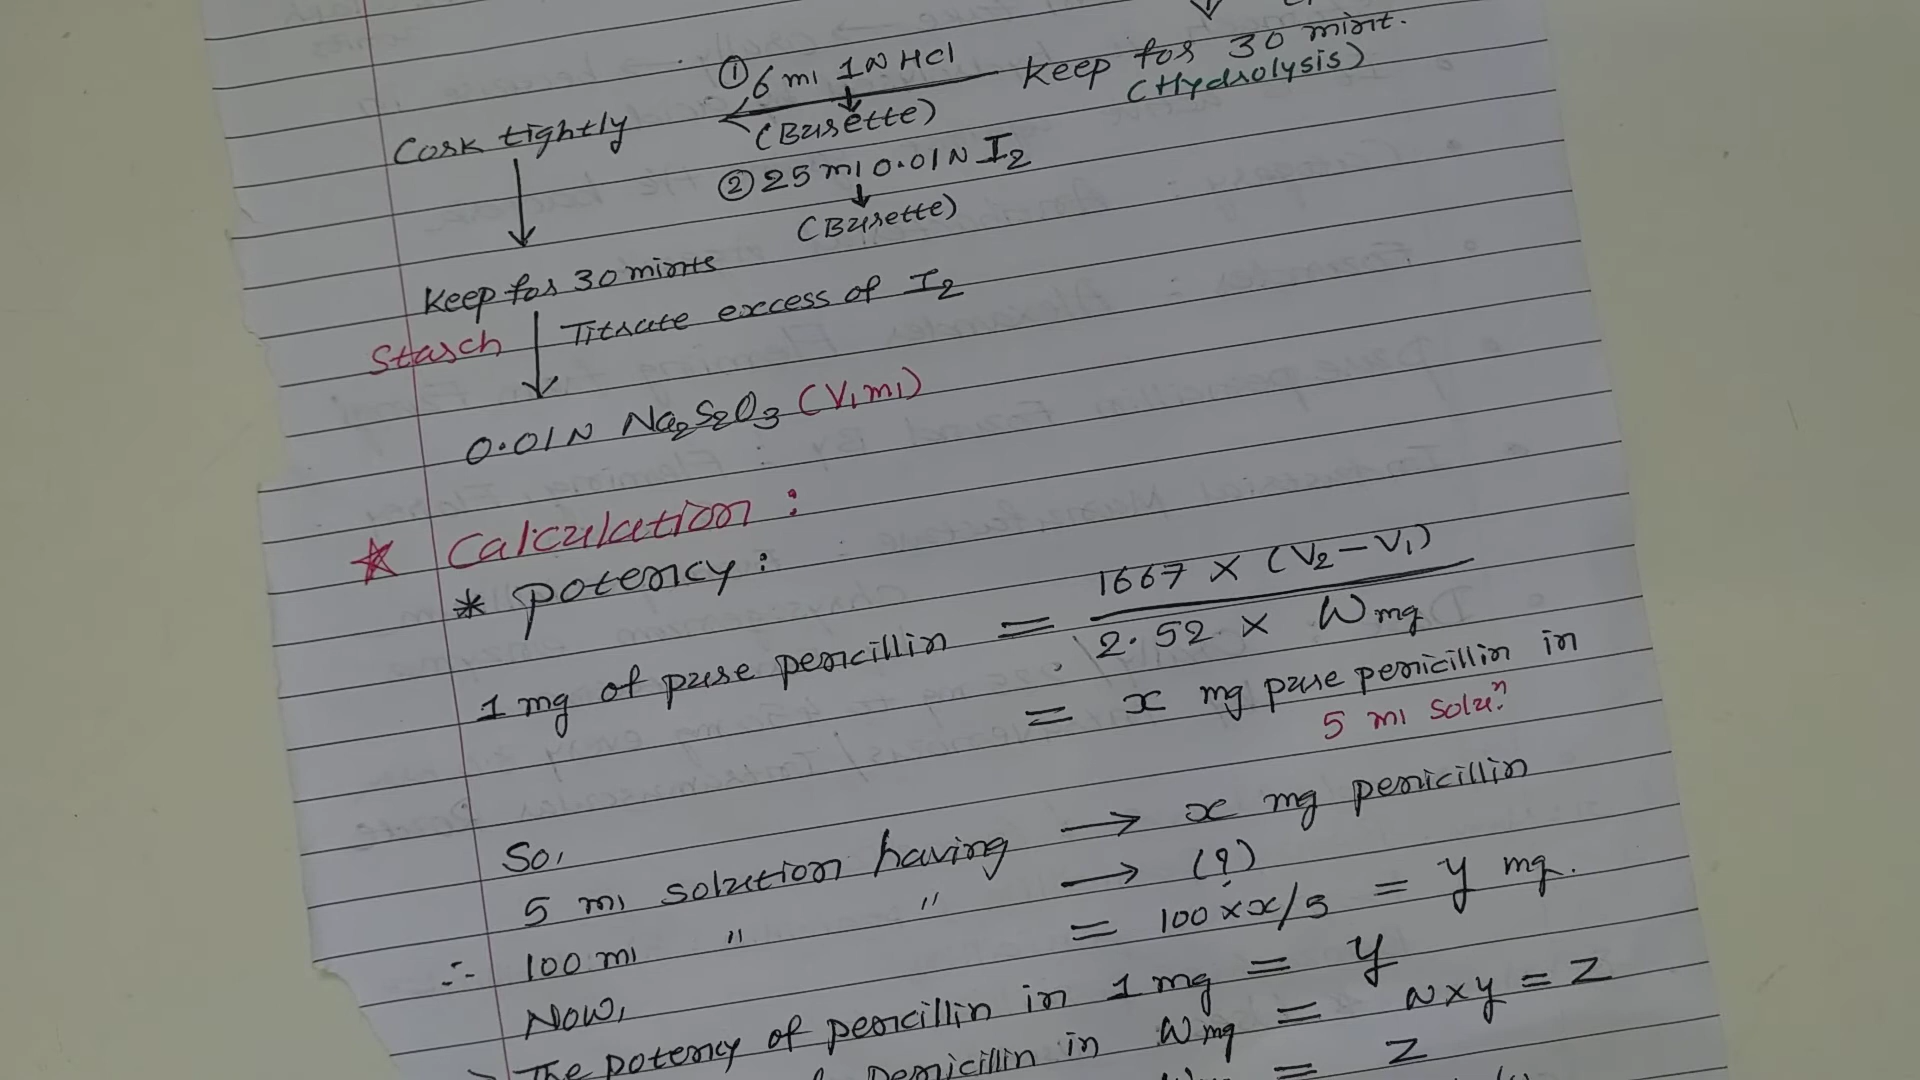 keep for 30 mint.
(Hydrolysis)
① 6 ml 1N HCl
(Burette)
② 25 ml 0.01N I2
(Burette)
Cork tightly
Keep for 30 mints
Starch
Titrate excess of I2
0.01N Na2S2O3 (V1 ml)
* Calculation :
* potency :
1 mg of pure penicillin = 1667 × (V2 – V1) / 2.52 × W mg
= x mg pure penicillin in
5 ml soluⁿ.
So,
5 ml solution having → x mg penicillin
∴ 100 ml " " → (?)
= 100 × x/5 = y mg.
Now,
The potency of penicillin in 1 mg = y
Penicillin in W mg = w × y = Z
= Z